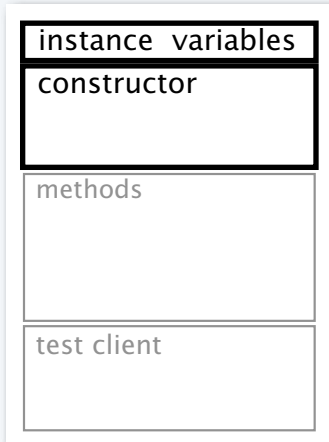 instance variables
constructor
methods
test client